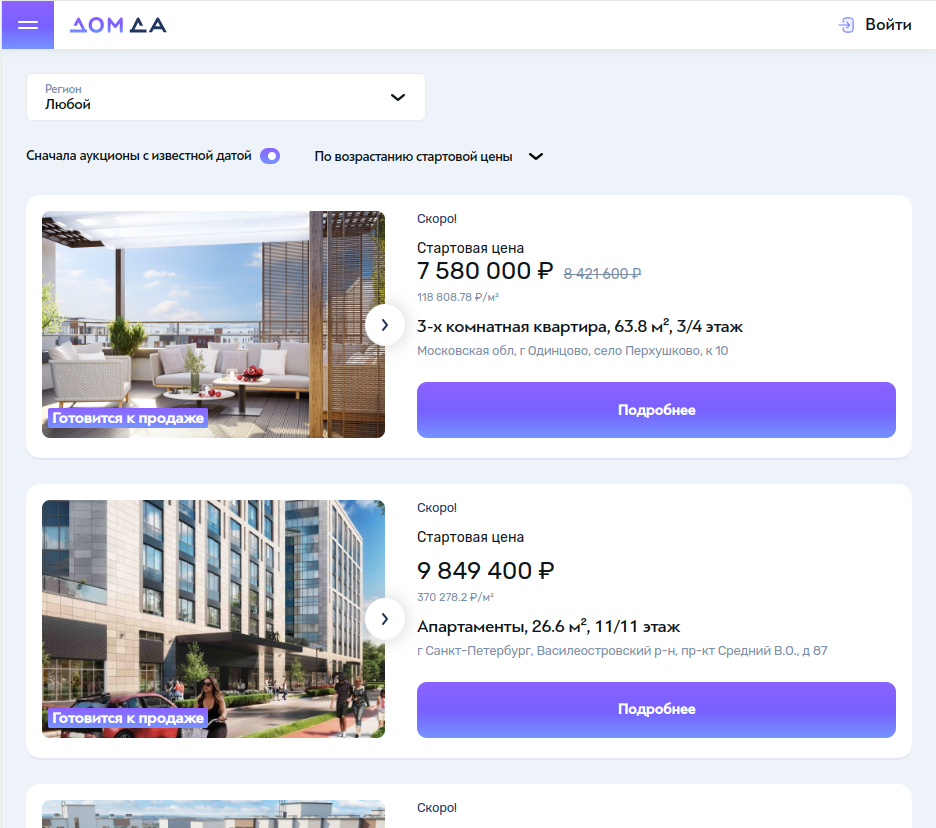 ДОМ ДА
Войти
Регион
Любой
Сначала аукционы с известной датой
По возрастанию стартовой цены
Скоро!
Стартовая цена
7 580 000 ₽ 8 421 600 ₽
118 808.78 ₽/м²
3-х комнатная квартира, 63.8 м², 3/4 этаж
Московская обл, г Одинцово, село Перхушково, к 10
Готовится к продаже
Подробнее
Скоро!
Стартовая цена
9 849 400 ₽
370 278.2 ₽/м²
Апартаменты, 26.6 м², 11/11 этаж
г Санкт-Петербург, Василеостровский р-н, пр-кт Средний В.О., д 87
Готовится к продаже
Подробнее
Скоро!